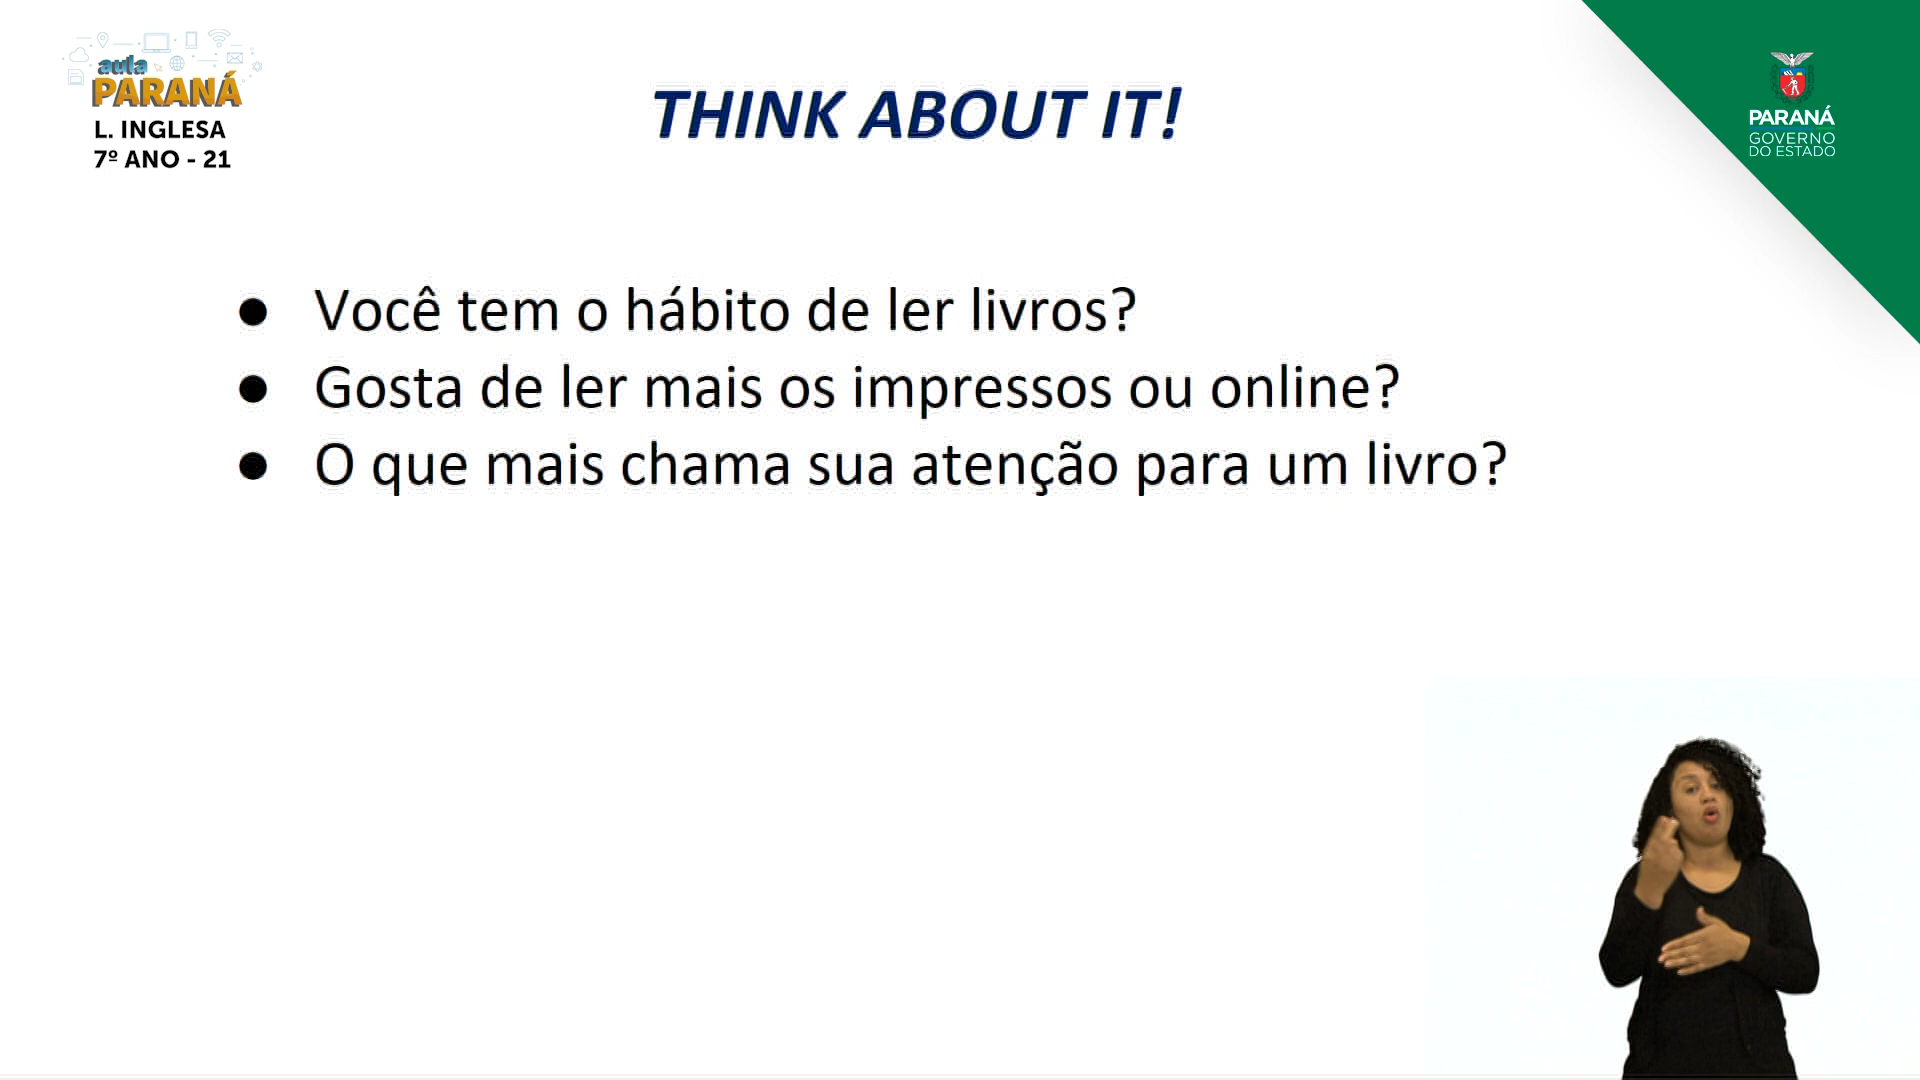 aula
PARANÁ
L. INGLESA
7º ANO - 21
THINK ABOUT IT!
PARANÁ
GOVERNO
DO ESTADO
● Você tem o hábito de ler livros?
● Gosta de ler mais os impressos ou online?
● O que mais chama sua atenção para um livro?